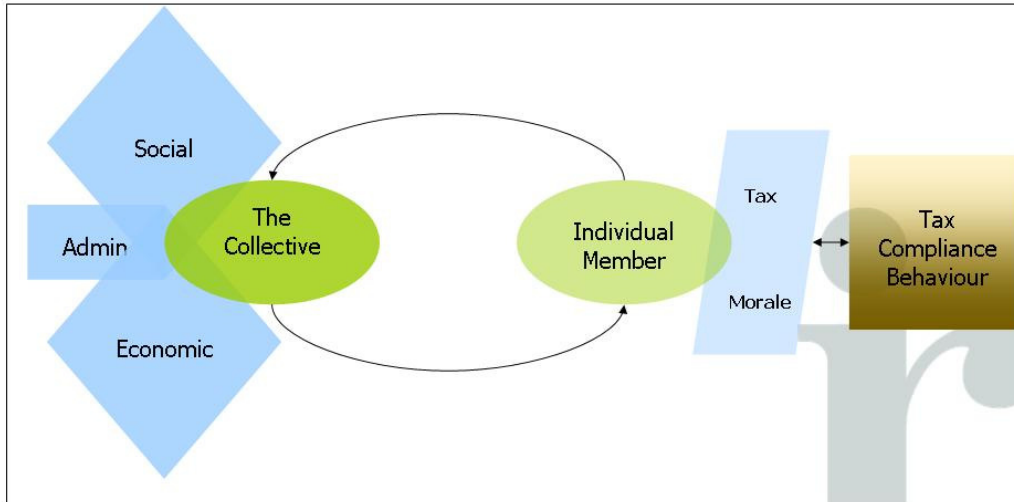 Social
Admin
Economic
The
Collective
Individual
Member
Tax
Morale
Tax
Compliance
Behaviour